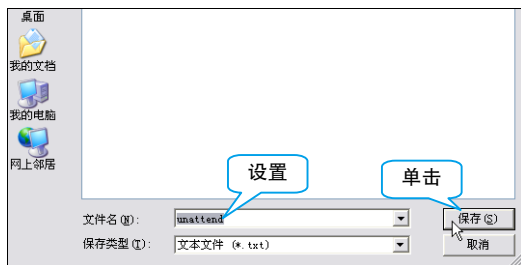 桌面
我的文档
我的电脑
网上邻居
设置
单击
文件名(N):
unattend
保存(S)
保存类型(T):
文本文件 (*.txt)
取消